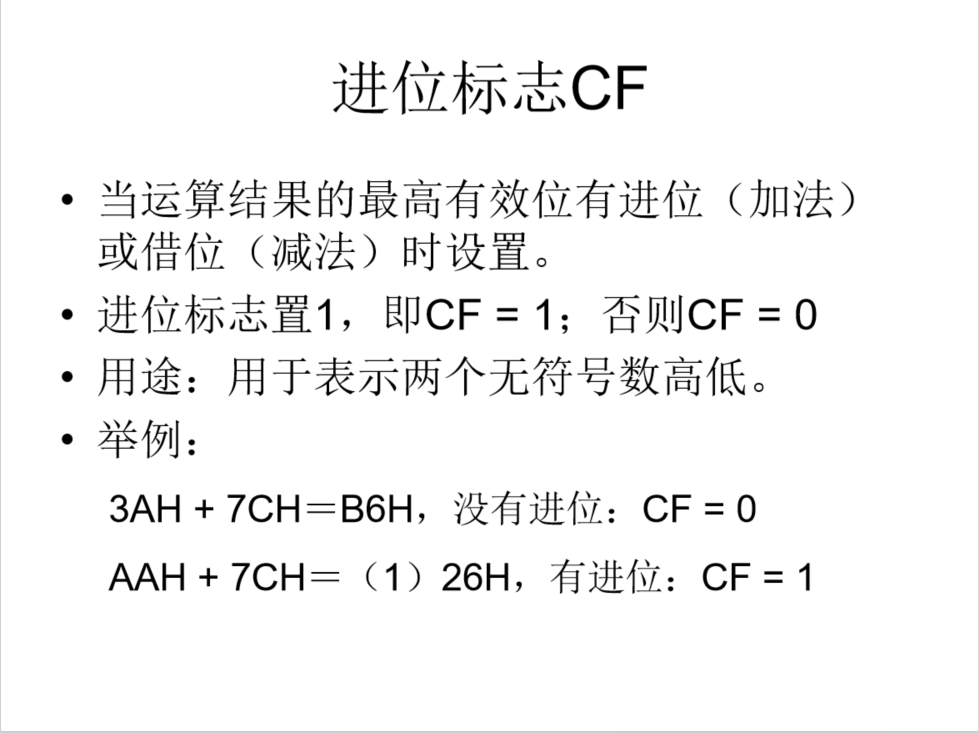 进位标志CF
• 当运算结果的最高有效位有进位（加法）
或借位（减法）时设置。
• 进位标志置1，即CF = 1；否则CF = 0
• 用途：用于表示两个无符号数高低。
• 举例：
3AH + 7CH＝B6H，没有进位：CF = 0
AAH + 7CH＝（1）26H，有进位：CF = 1